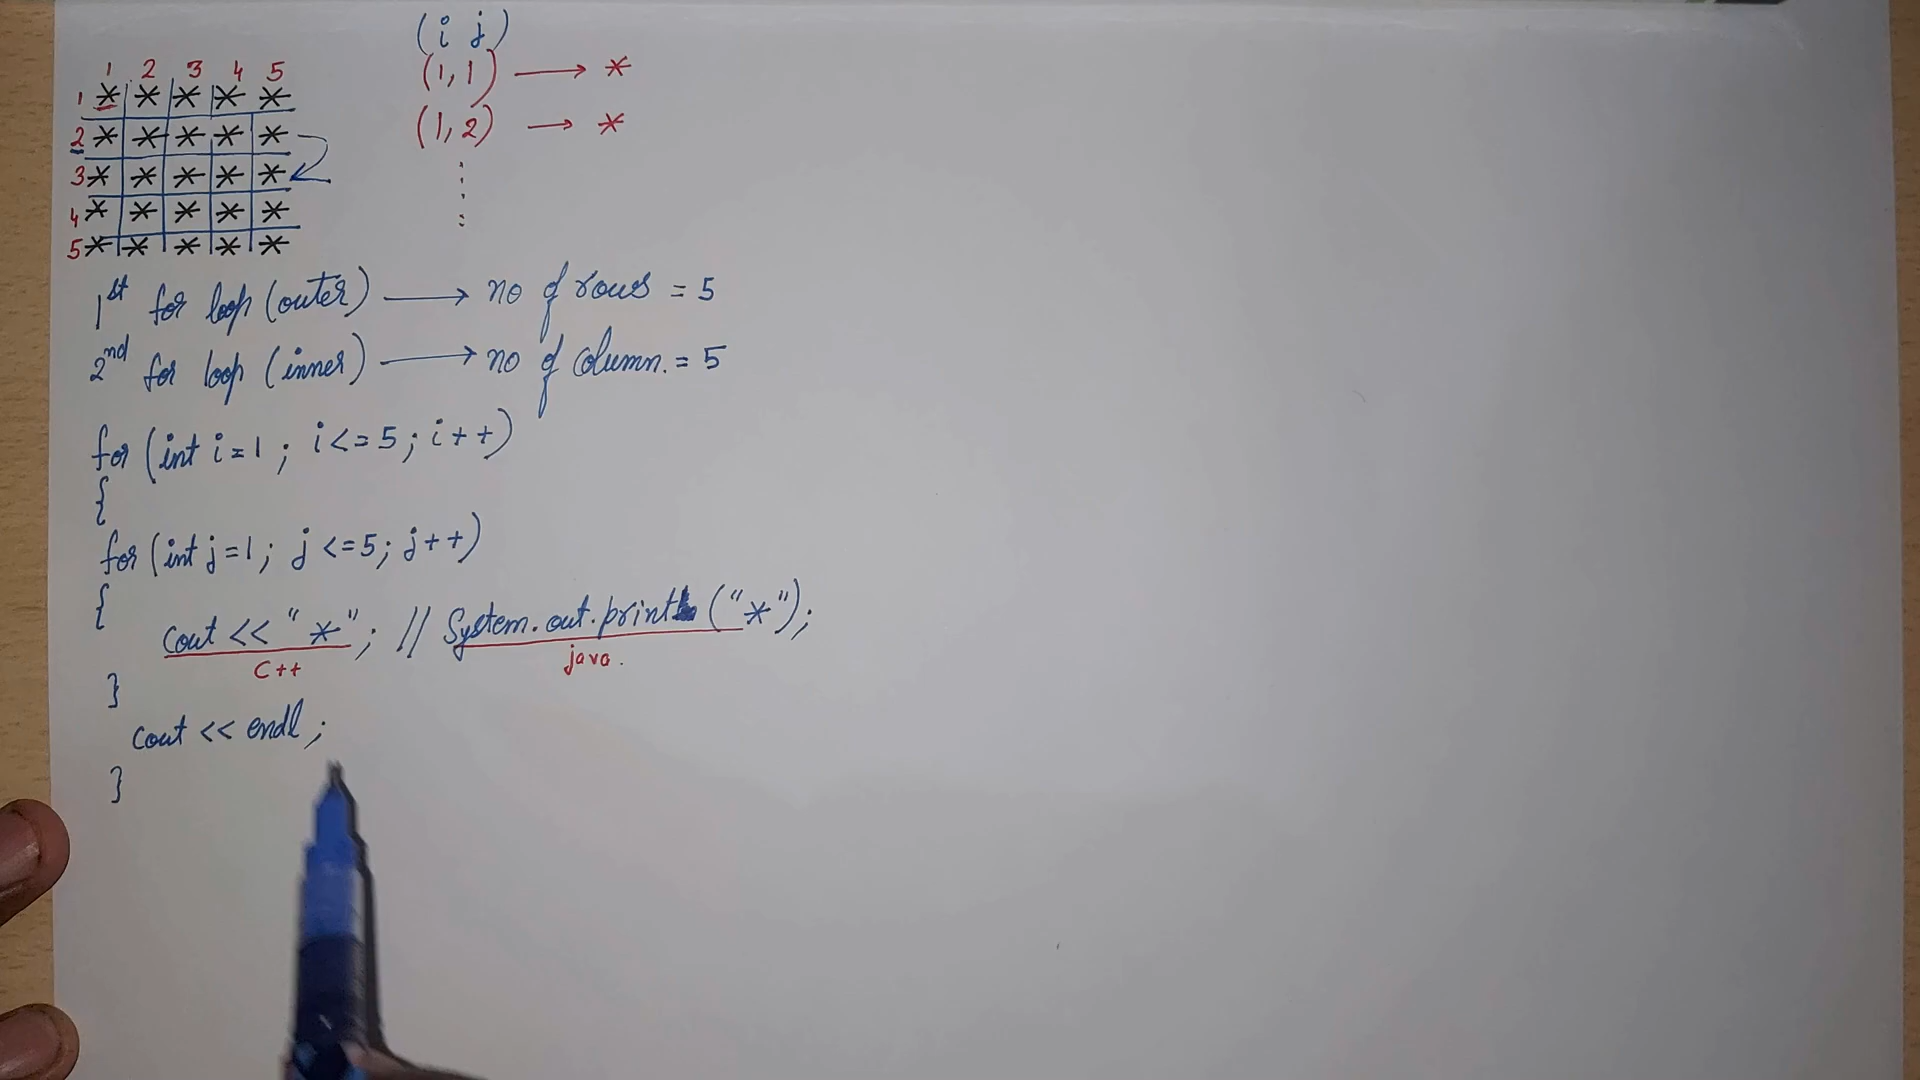 (i j)
1 2 3 4 5
(1,1) → *
1 * * * * *
(1,2) → *
2 * * * * *
3 * * * * *
4 * * * * *
5 * * * * *
1st for loop (outer) → no of rows = 5
2nd for loop (inner) → no of column. = 5
for (int i=1 ; i<=5; i++)
{
for (int j=1; j<=5; j++)
{
cout << "*"; // System.out.print ("*");
C++ java.
}
cout << endl ;
}